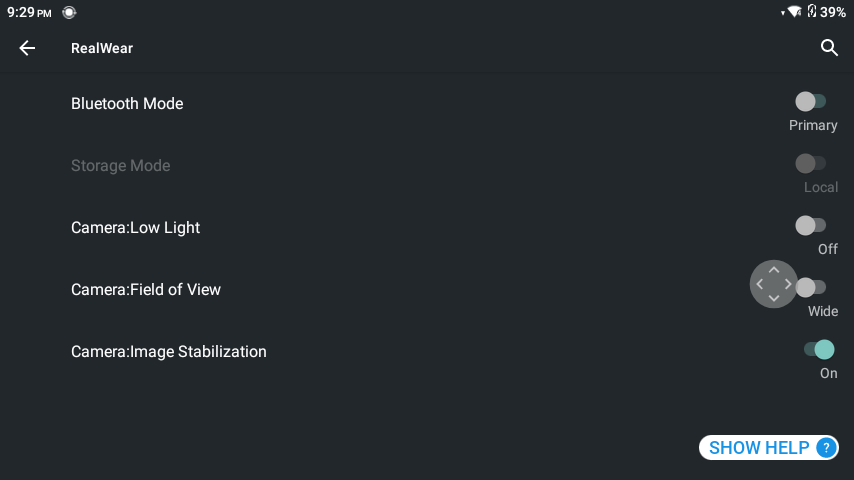 9:29 PM
39%
RealWear
Bluetooth Mode
Primary
Storage Mode
Local
Camera:Low Light
Off
Camera:Field of View
Wide
Camera:Image Stabilization
On
SHOW HELP ?